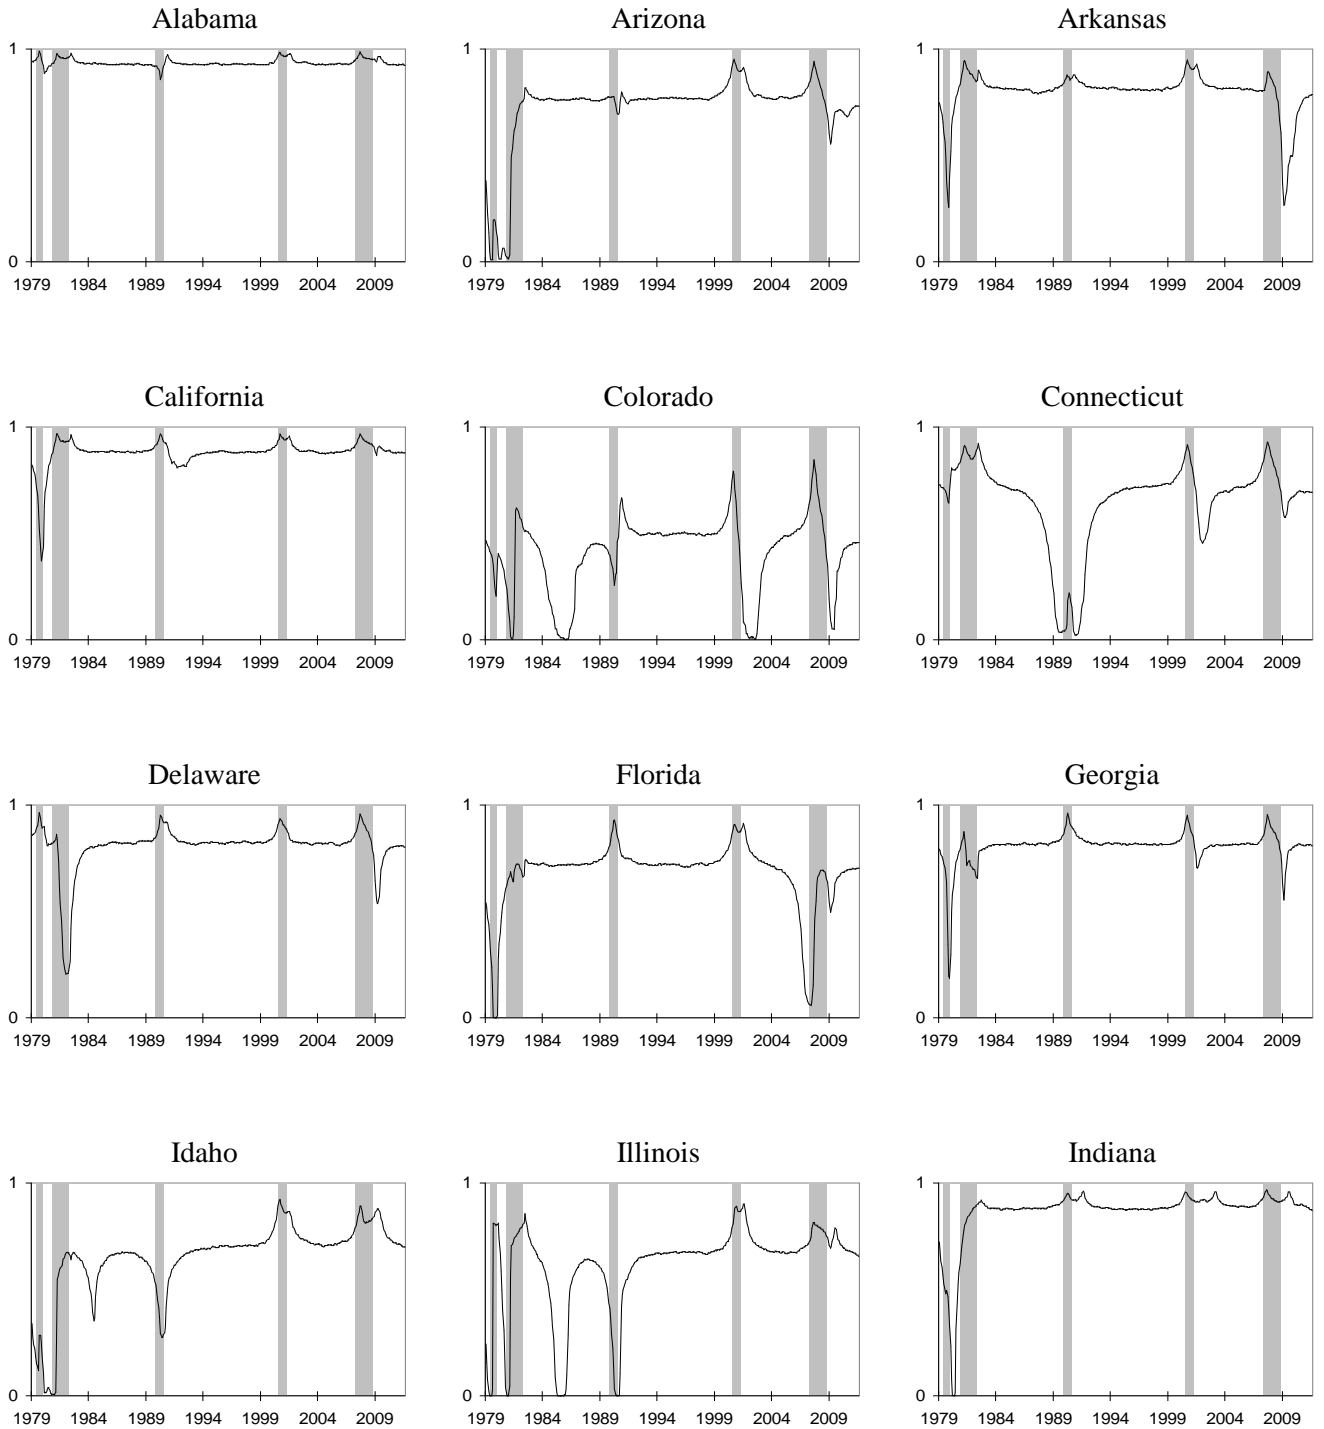 Alabama Arizona Arkansas
1 1 1
0 0 0
1979 1984 1989 1994 1999 2004 2009 1979 1984 1989 1994 1999 2004 2009 1979 1984 1989 1994 1999 2004 2009
California Colorado Connecticut
1 1 1
0 0 0
1979 1984 1989 1994 1999 2004 2009 1979 1984 1989 1994 1999 2004 2009 1979 1984 1989 1994 1999 2004 2009
Delaware Florida Georgia
1 1 1
0 0 0
1979 1984 1989 1994 1999 2004 2009 1979 1984 1989 1994 1999 2004 2009 1979 1984 1989 1994 1999 2004 2009
Idaho Illinois Indiana
1 1 1
0 0 0
1979 1984 1989 1994 1999 2004 2009 1979 1984 1989 1994 1999 2004 2009 1979 1984 1989 1994 1999 2004 2009